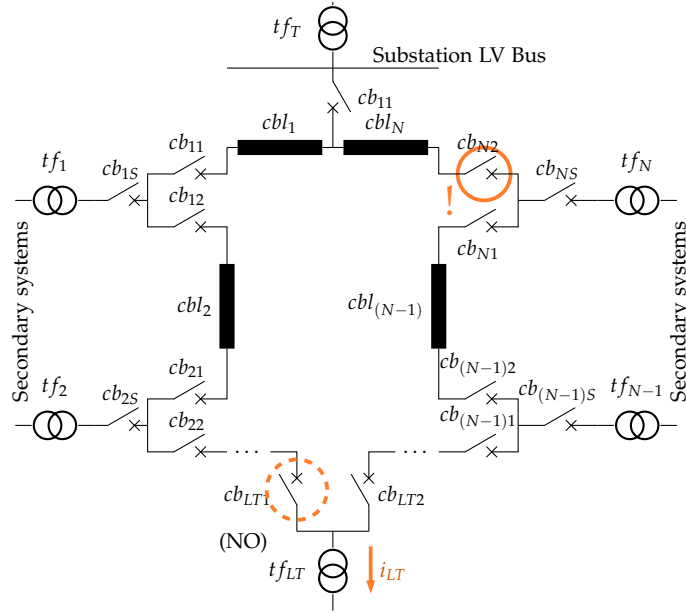 tf_T
Substation LV Bus
cb_11
cbl_1
cbl_N
cb_11
cb_N2
tf_1
cb_1S
cb_NS
tf_N
cb_12
!
cb_N1
Secondary systems
cbl_2
cbl_(N−1)
Secondary systems
tf_2
cb_2S
cb_21
cb_(N−1)2
cb_(N−1)S
tf_N−1
cb_22
cb_(N−1)1
...
...
cb_LT1
cb_LT2
(NO)
tf_LT
i_LT